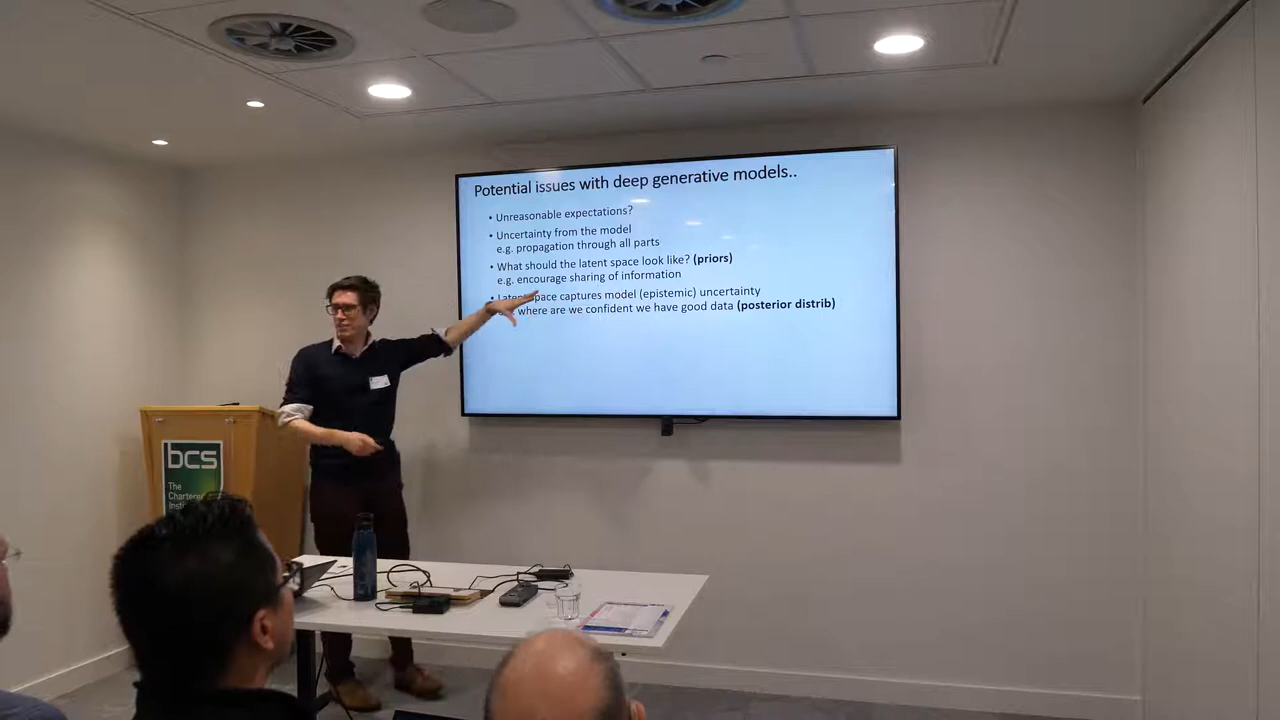 Potential issues with deep generative models..
• Unreasonable expectations?
• Uncertainty from the model
e.g. propagation through all parts
• What should the latent space look like? (priors)
e.g. encourage sharing of information
• Latent space captures model (epistemic) uncertainty
where are we confident we have good data (posterior distrib)
bcs
The
Chartered